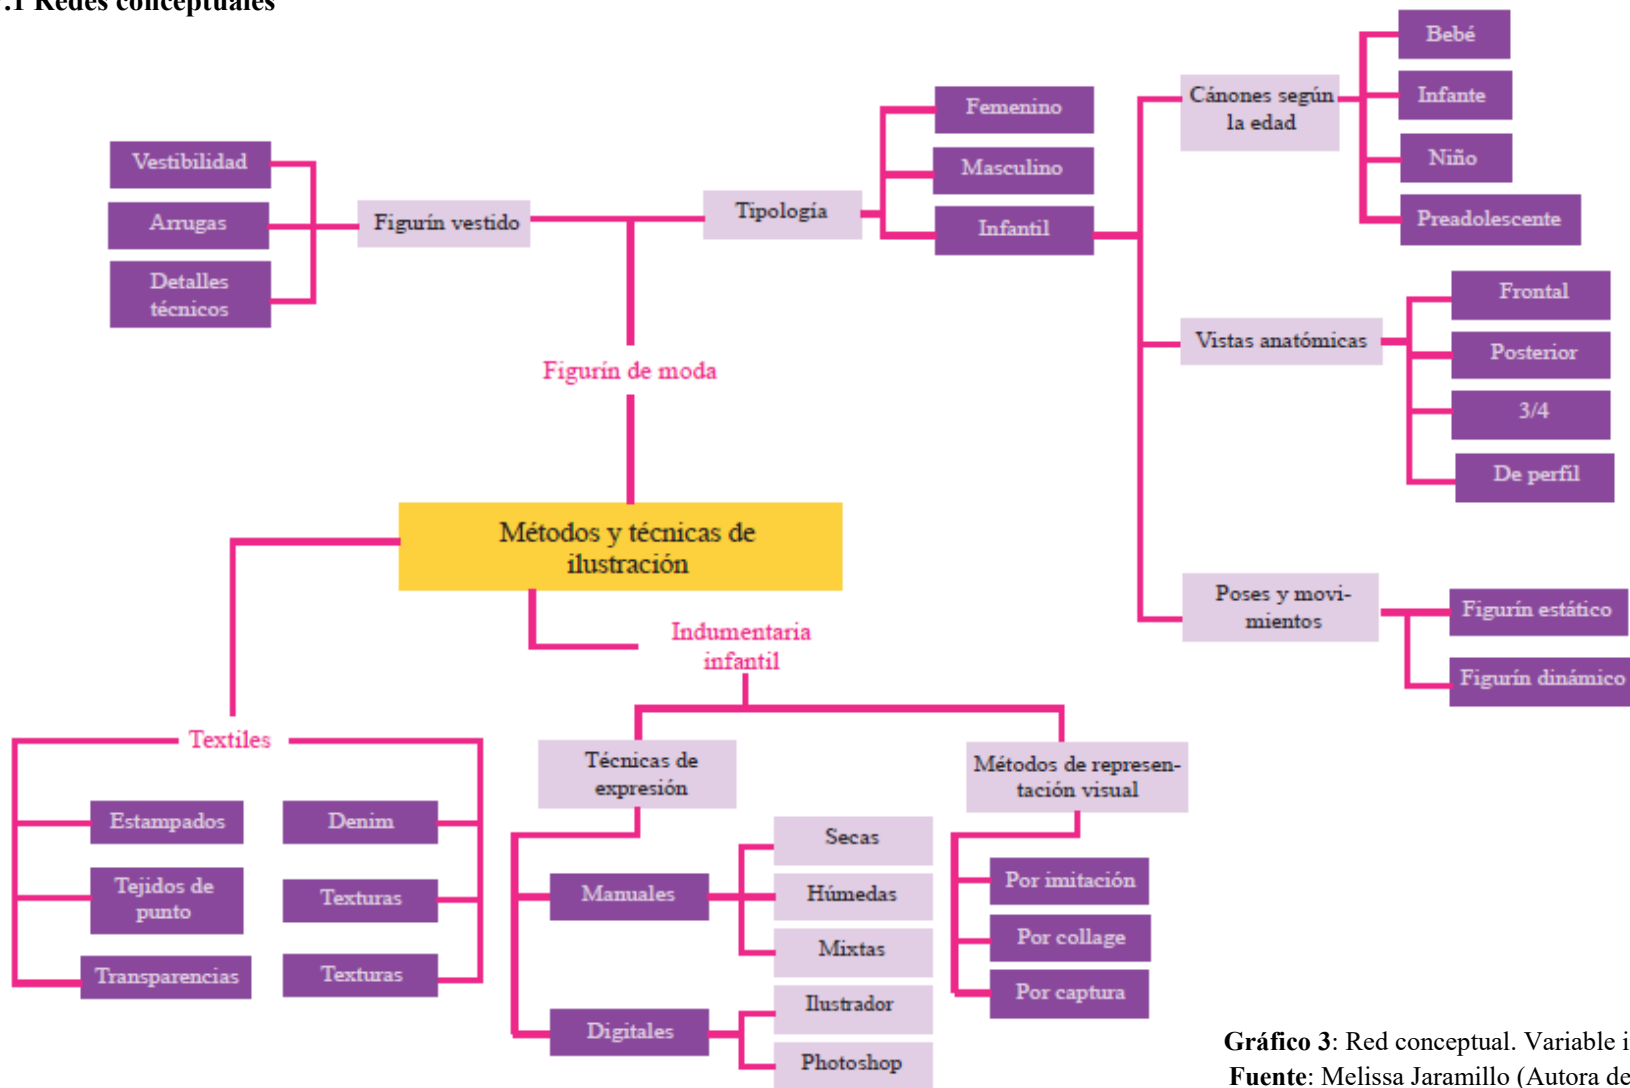 .1 Redes conceptuales
Bebé
Cánones según
la edad
Infante
Niño
Preadolescente
Femenino
Masculino
Infantil
Tipología
Vestibilidad
Arrugas
Detalles
técnicos
Figurín vestido
Figurín de moda
Vistas anatómicas
Frontal
Posterior
3/4
De perfil
Métodos y técnicas de
ilustración
Poses y movi-
mientos
Figurín estático
Figurín dinámico
Indumentaria
infantil
Textiles
Estampados
Tejidos de
punto
Transparencias
Denim
Texturas
Texturas
Técnicas de
expresión
Manuales
Secas
Húmedas
Mixtas
Digitales
Ilustrador
Photoshop
Métodos de represen-
tación visual
Por imitación
Por collage
Por captura
Gráfico 3: Red conceptual. Variable i
Fuente: Melissa Jaramillo (Autora de